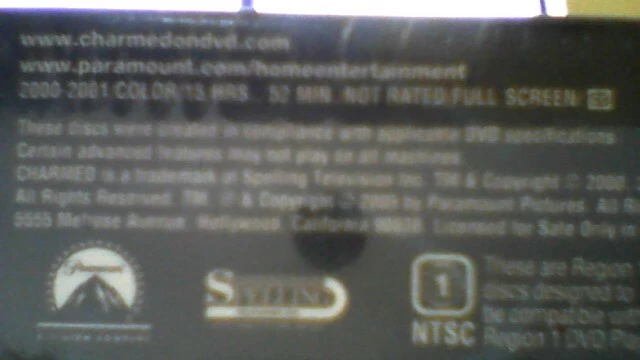 www.charmedondvd.com
www.paramount.com/homeentertainment
2000-2001 COLOR/15 HRS. 52 MIN. NOT RATED/FULL SCREEN
These discs were created in compliance with applicable DVD specifications
Certain advanced features may not play on all machines.
CHARMED is a trademark of Spelling Television Inc. TM & Copyright © 2000,
All Rights Reserved. TM, ® & Copyright © 2005 by Paramount Pictures. All
5555 Melrose Avenue, Hollywood, California 90038. Licensed for Sale Only in
Paramount
SPELLING
1
NTSC
These are Region
discs designed to
be compatible with
Region 1 DVD